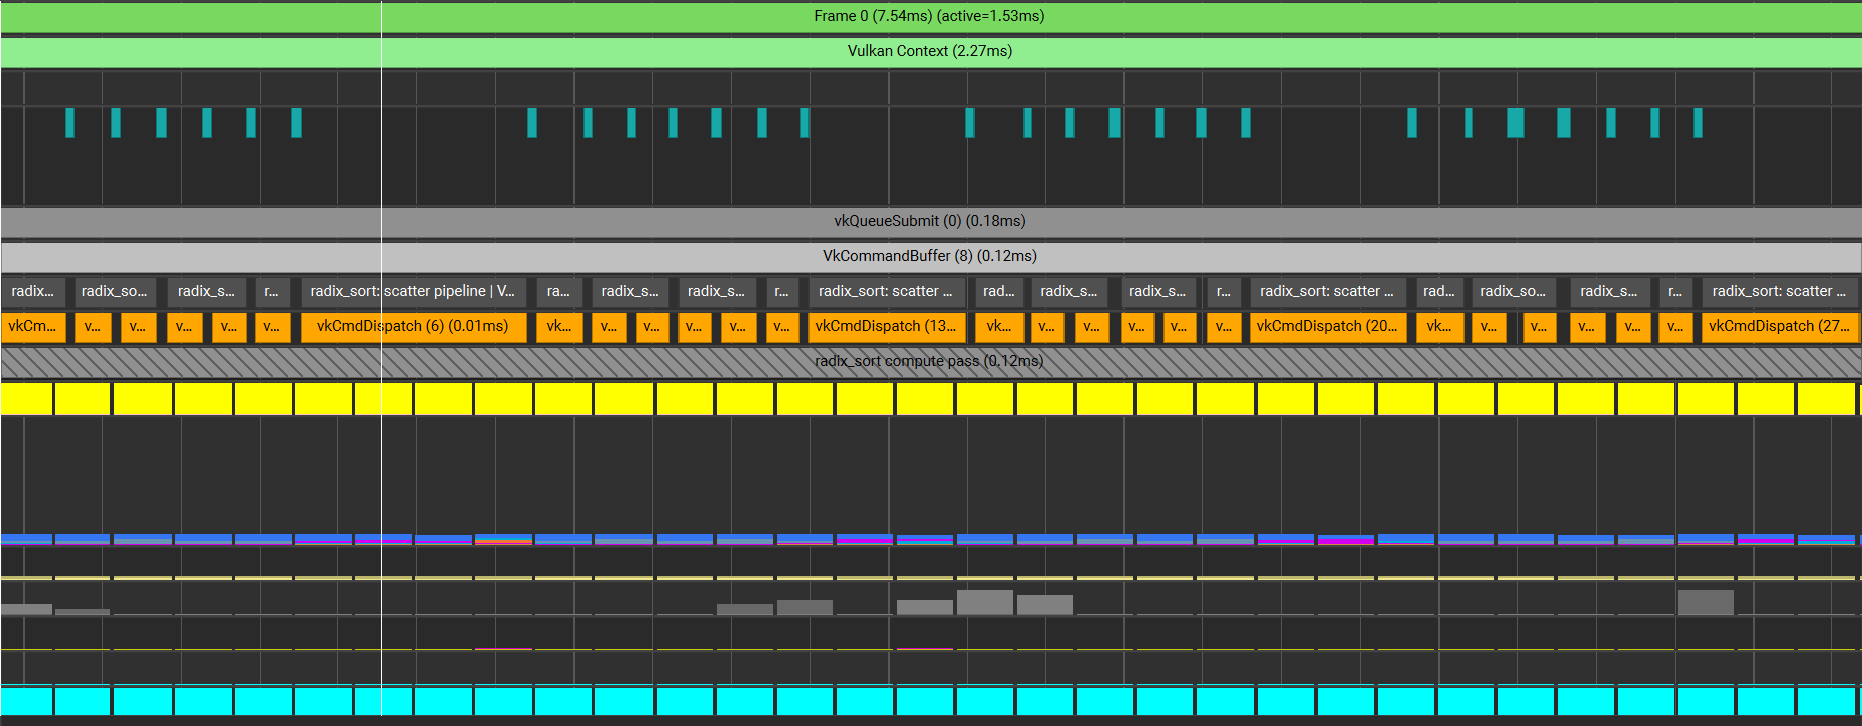 Frame 0 (7.54ms) (active=1.53ms)
Vulkan Context (2.27ms)
vkQueueSubmit (0) (0.18ms)
VkCommandBuffer (8) (0.12ms)
radix... radix_so... radix_s... r... radix_sort: scatter pipeline | V... ra... radix_s... radix_s... r... radix_sort: scatter ... rad... radix_s... radix_s... r... radix_sort: scatter ... rad... radix_so... radix_s... r... radix_sort: scatter ...
vkCm... v... v... v... v... v... vkCmdDispatch (6) (0.01ms) vk... v... v... v... v... v... vkCmdDispatch (13... vk... v... v... v... v... v... vkCmdDispatch (20... vk... v... v... v... v... v... vkCmdDispatch (27...
radix_sort compute pass (0.12ms)